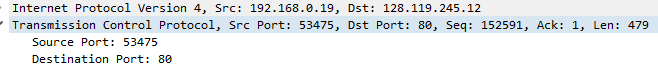 Internet Protocol Version 4, Src: 192.168.0.19, Dst: 128.119.245.12
Transmission Control Protocol, Src Port: 53475, Dst Port: 80, Seq: 152591, Ack: 1, Len: 479
Source Port: 53475
Destination Port: 80